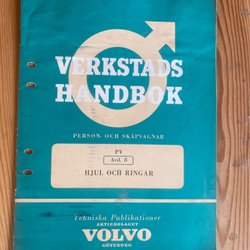 VERKSTADS
HANDBOK
PERSON- OCH SKÅPVAGNAR
PV
Avd. 8
HJUL OCH RINGAR
Tekniska Publikationer
AKTIEBOLAGET
VOLVO
GÖTEBORG